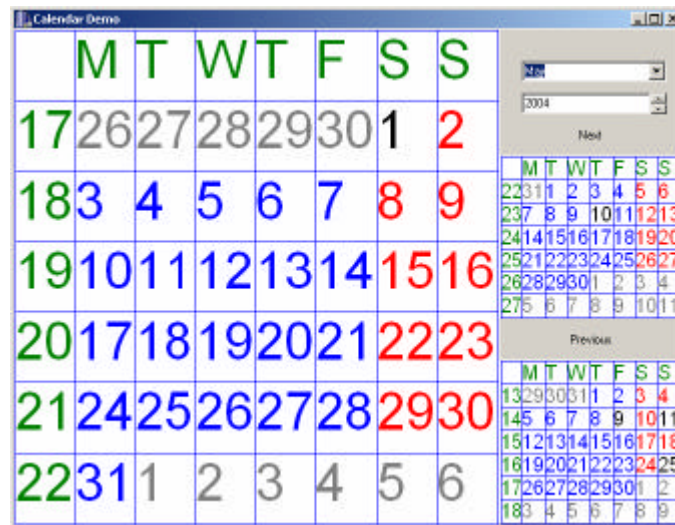 Calendar Demo
M T W T F S S
17 26 27 28 29 30 1 2
18 3 4 5 6 7 8 9
19 10 11 12 13 14 15 16
20 17 18 19 20 21 22 23
21 24 25 26 27 28 29 30
22 31 1 2 3 4 5 6
May
2004
Next
M T W T F S S
22 31 1 2 3 4 5 6
23 7 8 9 10 11 12 13
24 14 15 16 17 18 19 20
25 21 22 23 24 25 26 27
26 28 29 30 1 2 3 4
27 5 6 7 8 9 10 11
Previous
M T W T F S S
13 29 30 31 1 2 3 4
14 5 6 7 8 9 10 11
15 12 13 14 15 16 17 18
16 19 20 21 22 23 24 25
17 26 27 28 29 30 1 2
18 3 4 5 6 7 8 9